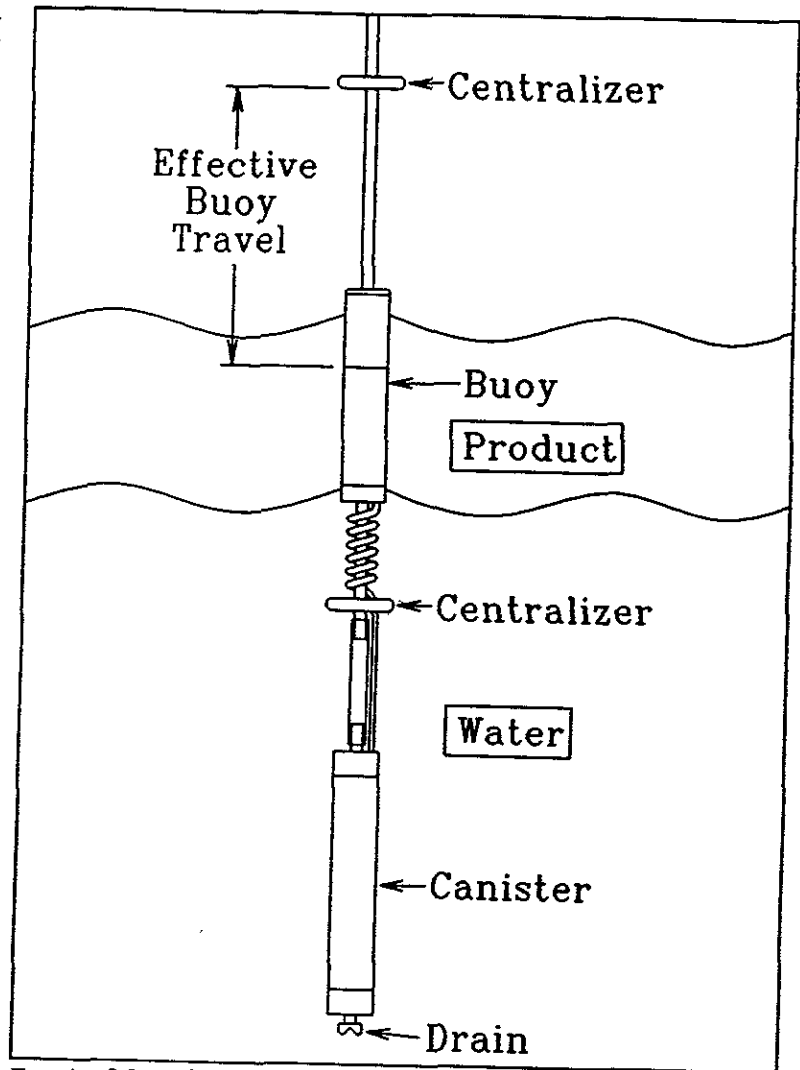 Centralizer
Effective
Buoy
Travel
Buoy
Product
Centralizer
Water
Canister
Drain